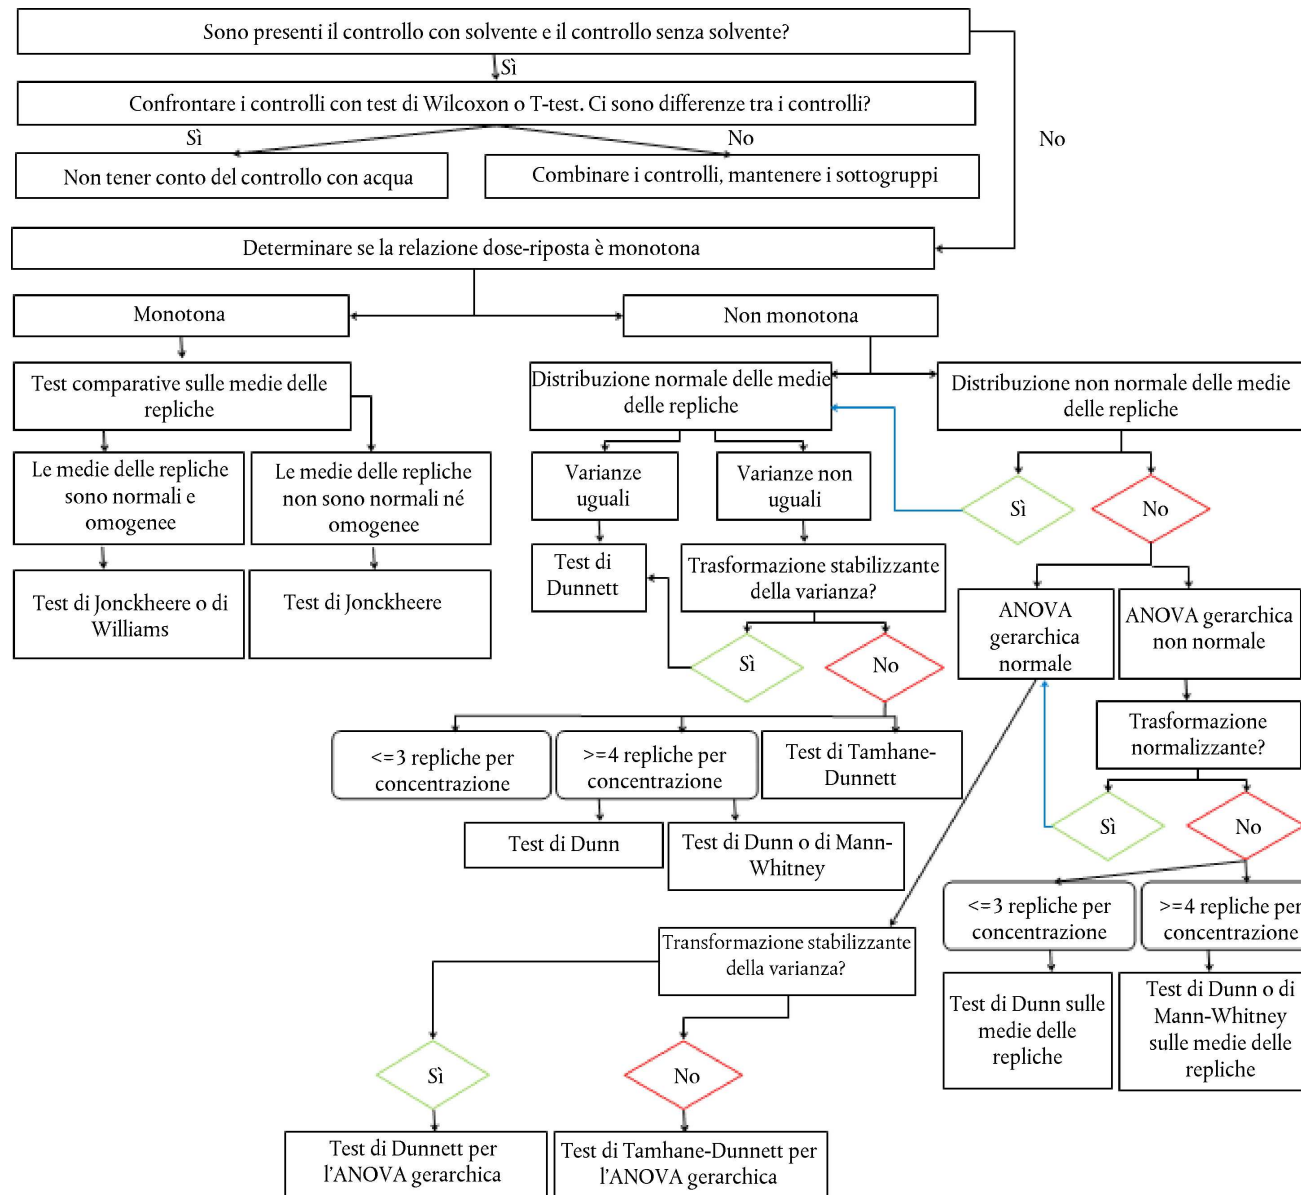 Sono presenti il controllo con solvente e il controllo senza solvente?
Sì
Confrontare i controlli con test di Wilcoxon o T-test. Ci sono differenze tra i controlli?
Sì
No
No
Non tener conto del controllo con acqua
Combinare i controlli, mantenere i sottogruppi
Determinare se la relazione dose-riposta è monotona
Monotona
Non monotona
Test comparative sulle medie delle
repliche
Distribuzione normale delle medie
delle repliche
Distribuzione non normale delle medie
delle repliche
Le medie delle repliche
sono normali e
omogenee
Le medie delle repliche
non sono normali né
omogenee
Varianze
uguali
Varianze non
uguali
Sì
No
Test di Jonckheere o di
Williams
Test di Jonckheere
Test di
Dunnett
Trasformazione stabilizzante
della varianza?
ANOVA
gerarchica
normale
ANOVA gerarchica
non normale
Sì
No
Trasformazione
normalizzante?
<=3 repliche per
concentrazione
>=4 repliche per
concentrazione
Test di Tamhane-
Dunnett
Sì
No
Test di Dunn
Test di Dunn o di Mann-
Whitney
<=3 repliche per
concentrazione
>=4 repliche per
concentrazione
Transformazione stabilizzante
della varianza?
Test di Dunn sulle
medie delle
repliche
Test di Dunn o di
Mann-Whitney
sulle medie delle
repliche
Sì
No
Test di Dunnett per
l'ANOVA gerarchica
Test di Tamhane-Dunnett per
l'ANOVA gerarchica